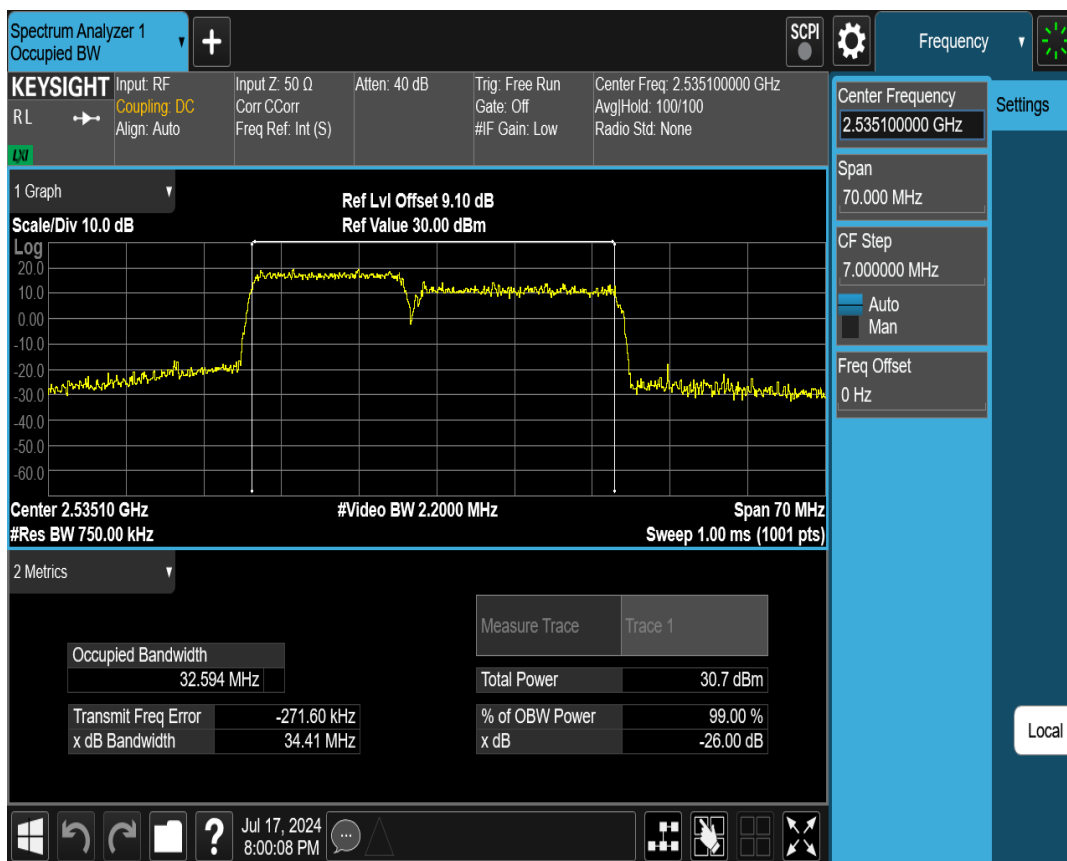 Spectrum Analyzer 1
Occupied BW
+
SCPI
Frequency
KEYSIGHT
RL
LXI
Input: RF
Coupling: DC
Align: Auto
Input Z: 50 Ω
Corr CCorr
Freq Ref: Int (S)
Atten: 40 dB
Trig: Free Run
Gate: Off
#IF Gain: Low
Center Freq: 2.535100000 GHz
Avg|Hold: 100/100
Radio Std: None
Center Frequency
2.535100000 GHz
Settings
Span
70.000 MHz
CF Step
7.000000 MHz
Auto
Man
Freq Offset
0 Hz
Local
1 Graph
Scale/Div 10.0 dB
Ref Lvl Offset 9.10 dB
Ref Value 30.00 dBm
Log
20.0
10.0
0.00
-10.0
-20.0
-30.0
-40.0
-50.0
-60.0
Center 2.53510 GHz
#Video BW 2.2000 MHz
Span 70 MHz
#Res BW 750.00 kHz
Sweep 1.00 ms (1001 pts)
2 Metrics
Measure Trace
Trace 1
Occupied Bandwidth
32.594 MHz
Total Power
30.7 dBm
Transmit Freq Error
-271.60 kHz
% of OBW Power
99.00 %
x dB Bandwidth
34.41 MHz
x dB
-26.00 dB
?
Jul 17, 2024
8:00:08 PM